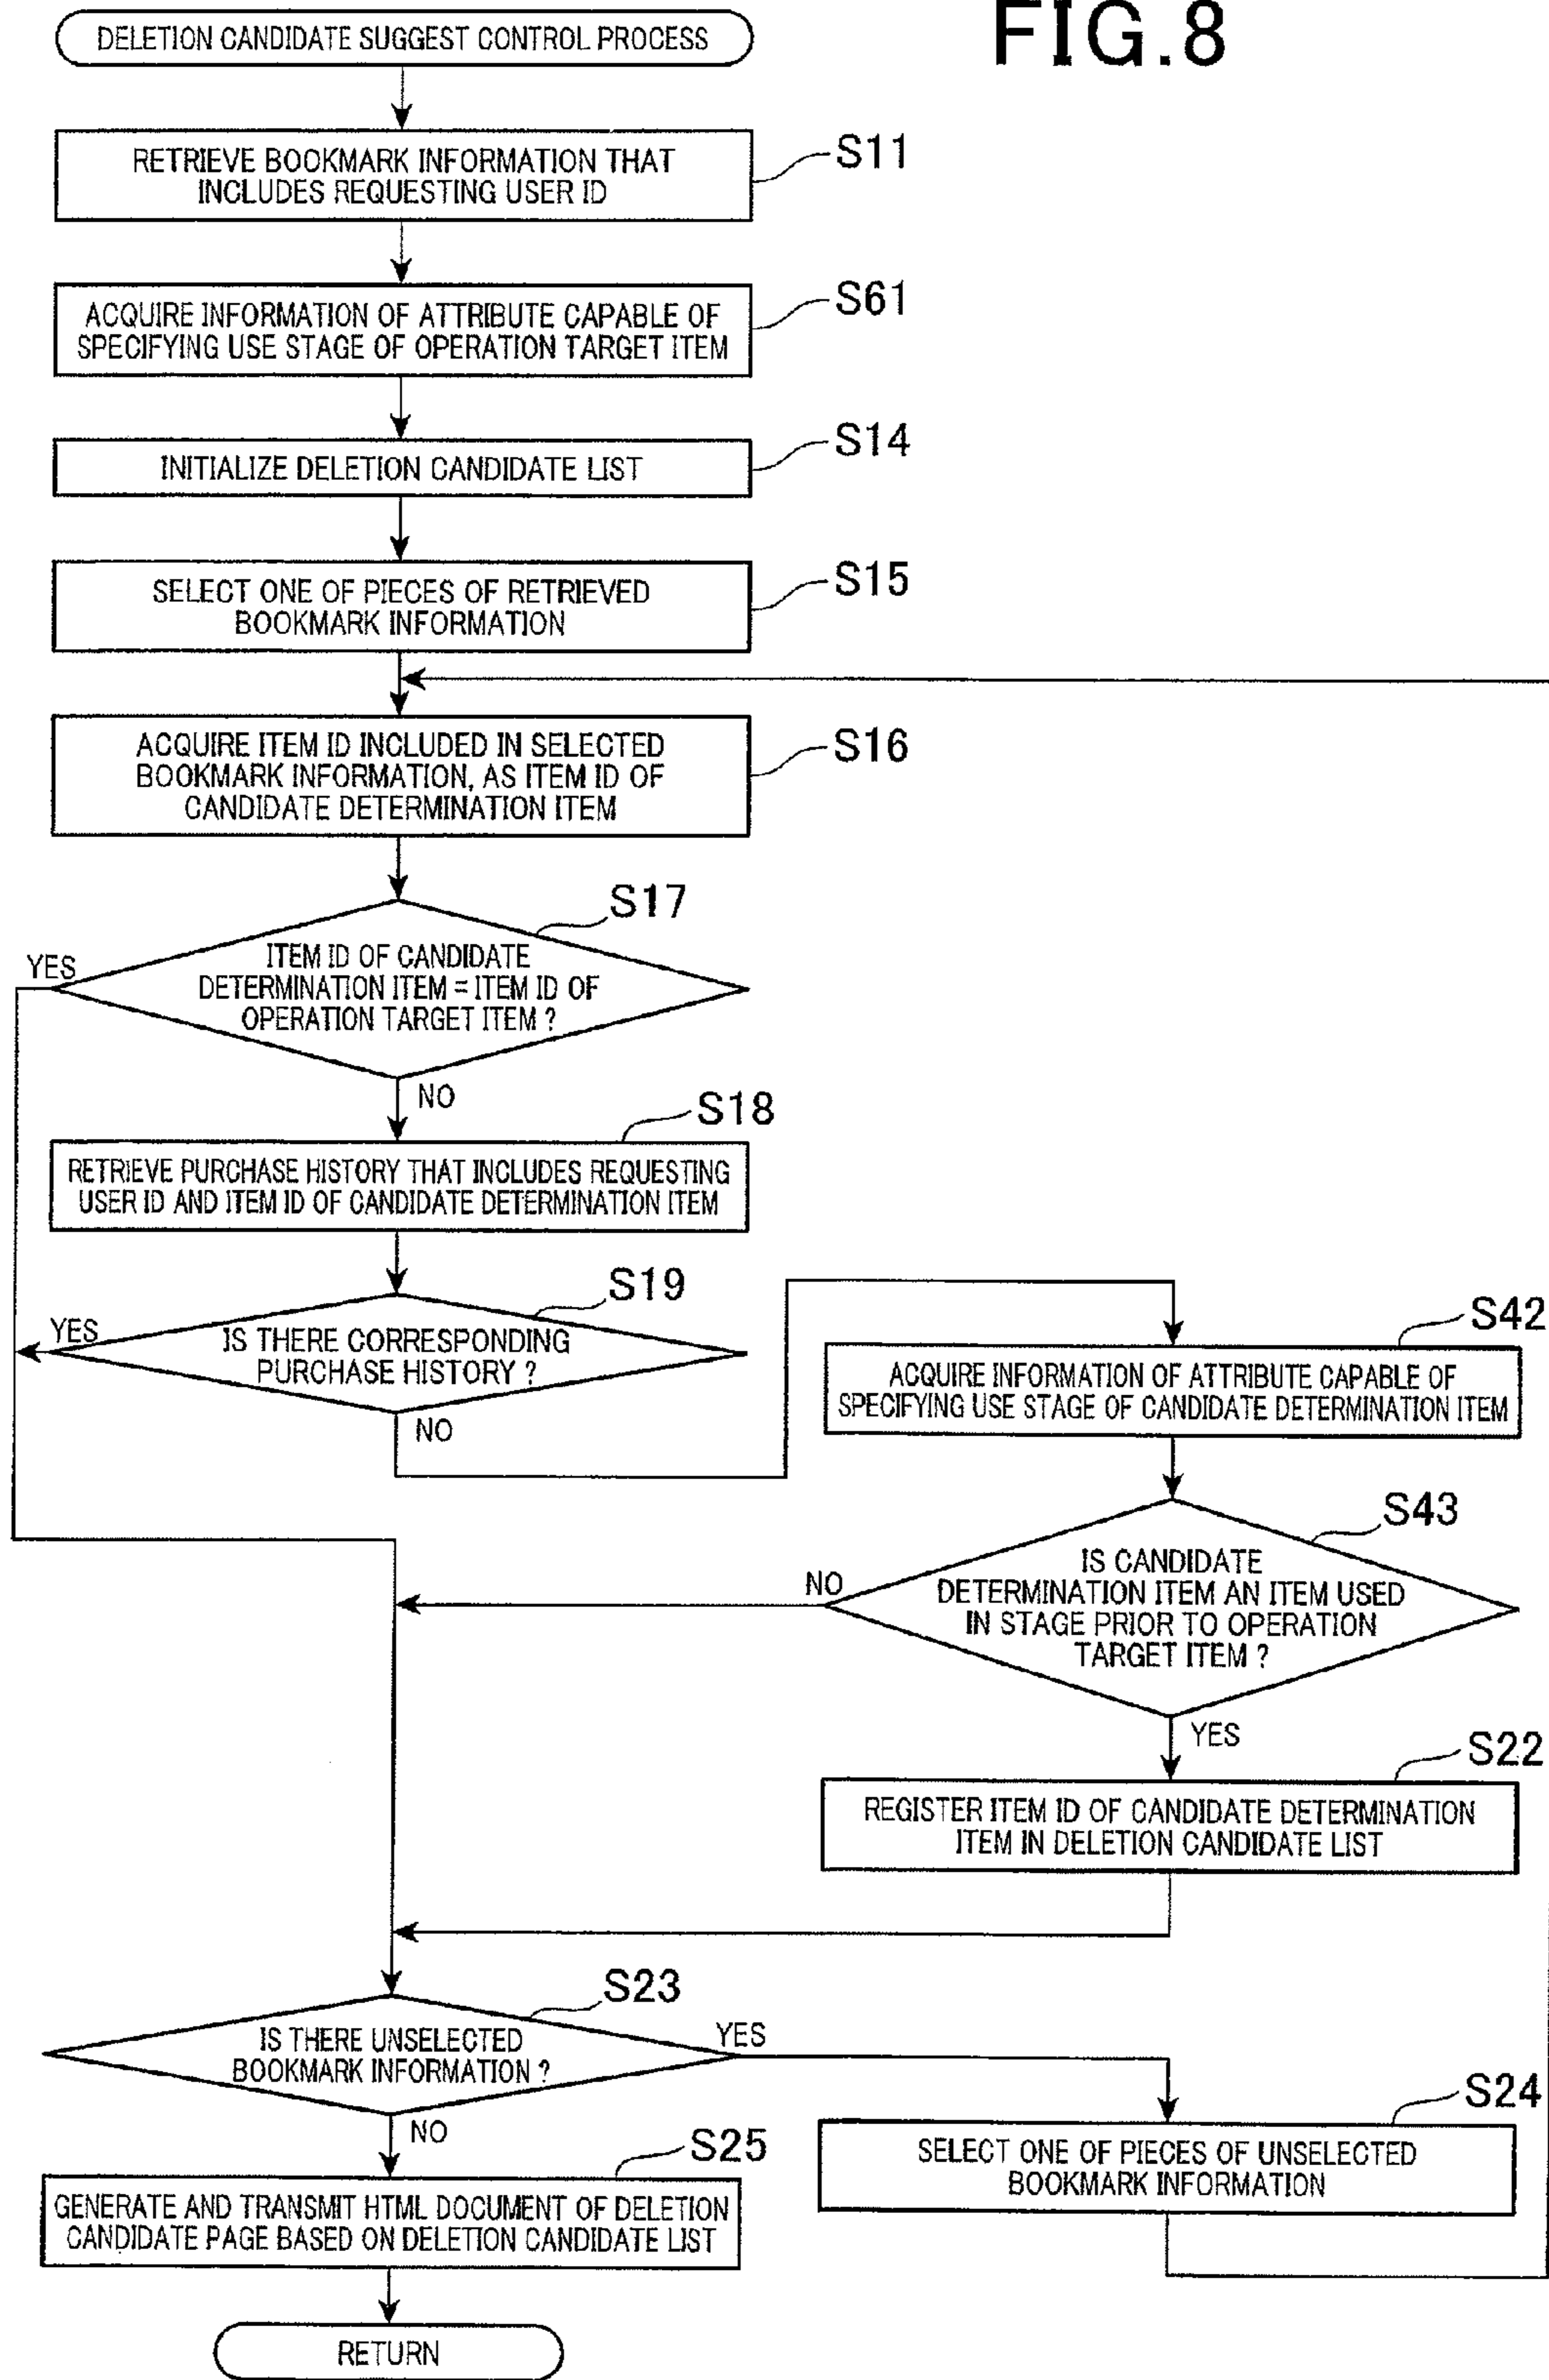 FIG.8
DELETION CANDIDATE SUGGEST CONTROL PROCESS
S11
RETRIEVE BOOKMARK INFORMATION THAT
INCLUDES REQUESTING USER ID
S61
ACQUIRE INFORMATION OF ATTRIBUTE CAPABLE OF
SPECIFYING USE STAGE OF OPERATION TARGET ITEM
S14
INITIALIZE DELETION CANDIDATE LIST
S15
SELECT ONE OF PIECES OF RETRIEVED
BOOKMARK INFORMATION
S16
ACQUIRE ITEM ID INCLUDED IN SELECTED
BOOKMARK INFORMATION, AS ITEM ID OF
CANDIDATE DETERMINATION ITEM
S17
YES
ITEM ID OF CANDIDATE
DETERMINATION ITEM = ITEM ID OF
OPERATION TARGET ITEM ?
NO
S18
RETRIEVE PURCHASE HISTORY THAT INCLUDES REQUESTING
USER ID AND ITEM ID OF CANDIDATE DETERMINATION ITEM
S19
YES
IS THERE CORRESPONDING
PURCHASE HISTORY ?
NO
S42
ACQUIRE INFORMATION OF ATTRIBUTE CAPABLE OF
SPECIFYING USE STAGE OF CANDIDATE DETERMINATION ITEM
S43
NO
IS CANDIDATE
DETERMINATION ITEM AN ITEM USED
IN STAGE PRIOR TO OPERATION
TARGET ITEM ?
YES
S22
REGISTER ITEM ID OF CANDIDATE DETERMINATION
ITEM IN DELETION CANDIDATE LIST
S23
IS THERE UNSELECTED
BOOKMARK INFORMATION ?
YES
NO
S24
SELECT ONE OF PIECES OF UNSELECTED
BOOKMARK INFORMATION
S25
GENERATE AND TRANSMIT HTML DOCUMENT OF DELETION
CANDIDATE PAGE BASED ON DELETION CANDIDATE LIST
RETURN